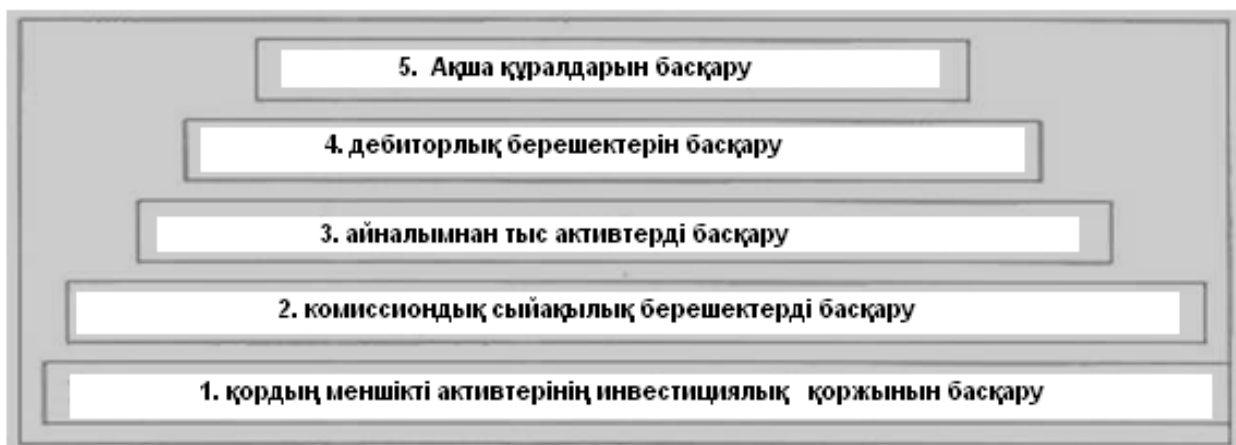 5. Ақша құралдарын басқару
4. дебиторлық берешектерін басқару
3. айналымнан тыс активтерді басқару
2. комиссиондық сыйақылық берешектерді басқару
1. қордың меншікті активтерінің инвестициялық қоржынын басқару